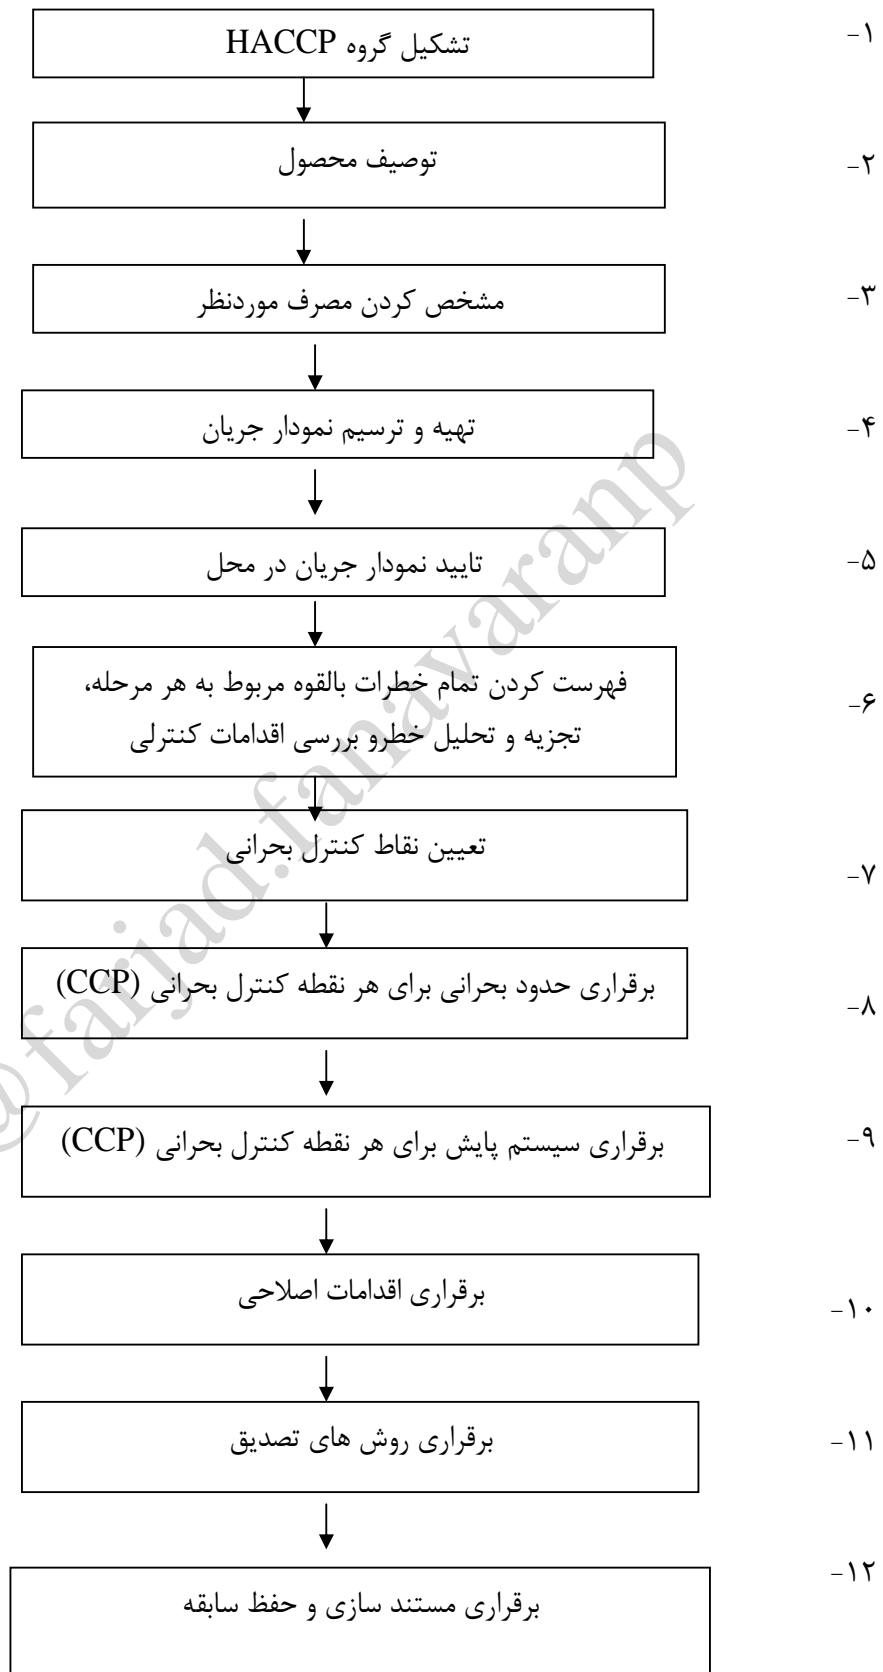 ۱-
تشکیل گروه HACCP
۲-
توصیف محصول
۳-
مشخص کردن مصرف موردنظر
۴-
تهیه و ترسیم نمودار جریان
۵-
تایید نمودار جریان در محل
۶-
فهرست کردن تمام خطرات بالقوه مربوط به هر مرحله،
تجزیه و تحلیل خطرو بررسی اقدامات کنترلی
۷-
تعیین نقاط کنترل بحرانی
۸-
برقراری حدود بحرانی برای هر نقطه کنترل بحرانی (CCP)
۹-
برقراری سیستم پایش برای هر نقطه کنترل بحرانی (CCP)
۱۰-
برقراری اقدامات اصلاحی
۱۱-
برقراری روش های تصدیق
۱۲-
برقراری مستند سازی و حفظ سابقه
@farjad.fanavaranp